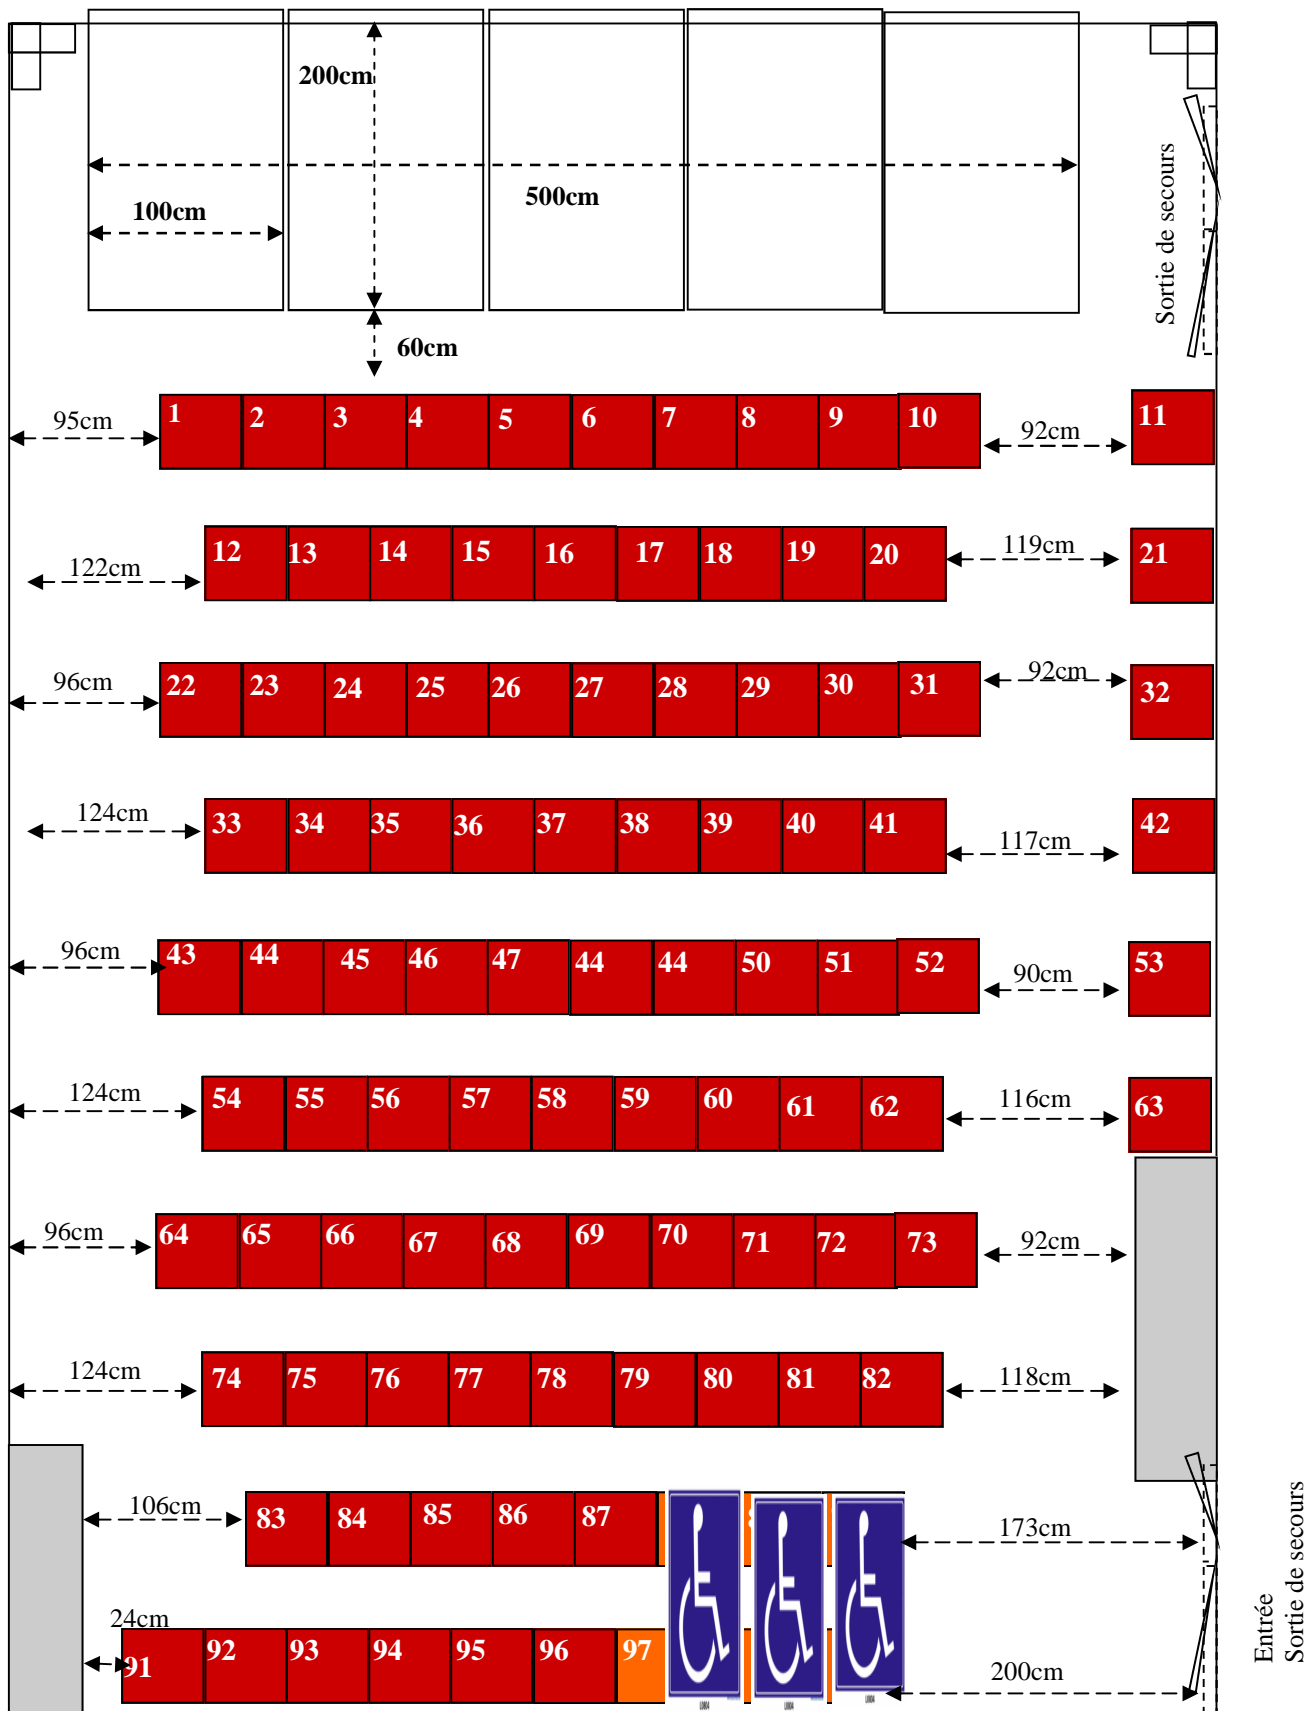 200cm
500cm
100cm
Sortie de secours
60cm
95cm
1 2 3 4 5 6 7 8 9 10
92cm
11
122cm
12 13 14 15 16 17 18 19 20
119cm
21
96cm
22 23 24 25 26 27 28 29 30 31
92cm
32
124cm
33 34 35 36 37 38 39 40 41
117cm
42
96cm
43 44 45 46 47 44 44 50 51 52
90cm
53
124cm
54 55 56 57 58 59 60 61 62
116cm
63
96cm
64 65 66 67 68 69 70 71 72 73
92cm
124cm
74 75 76 77 78 79 80 81 82
118cm
106cm
83 84 85 86 87
173cm
24cm
91 92 93 94 95 96 97
200cm
Entrée
Sortie de secours